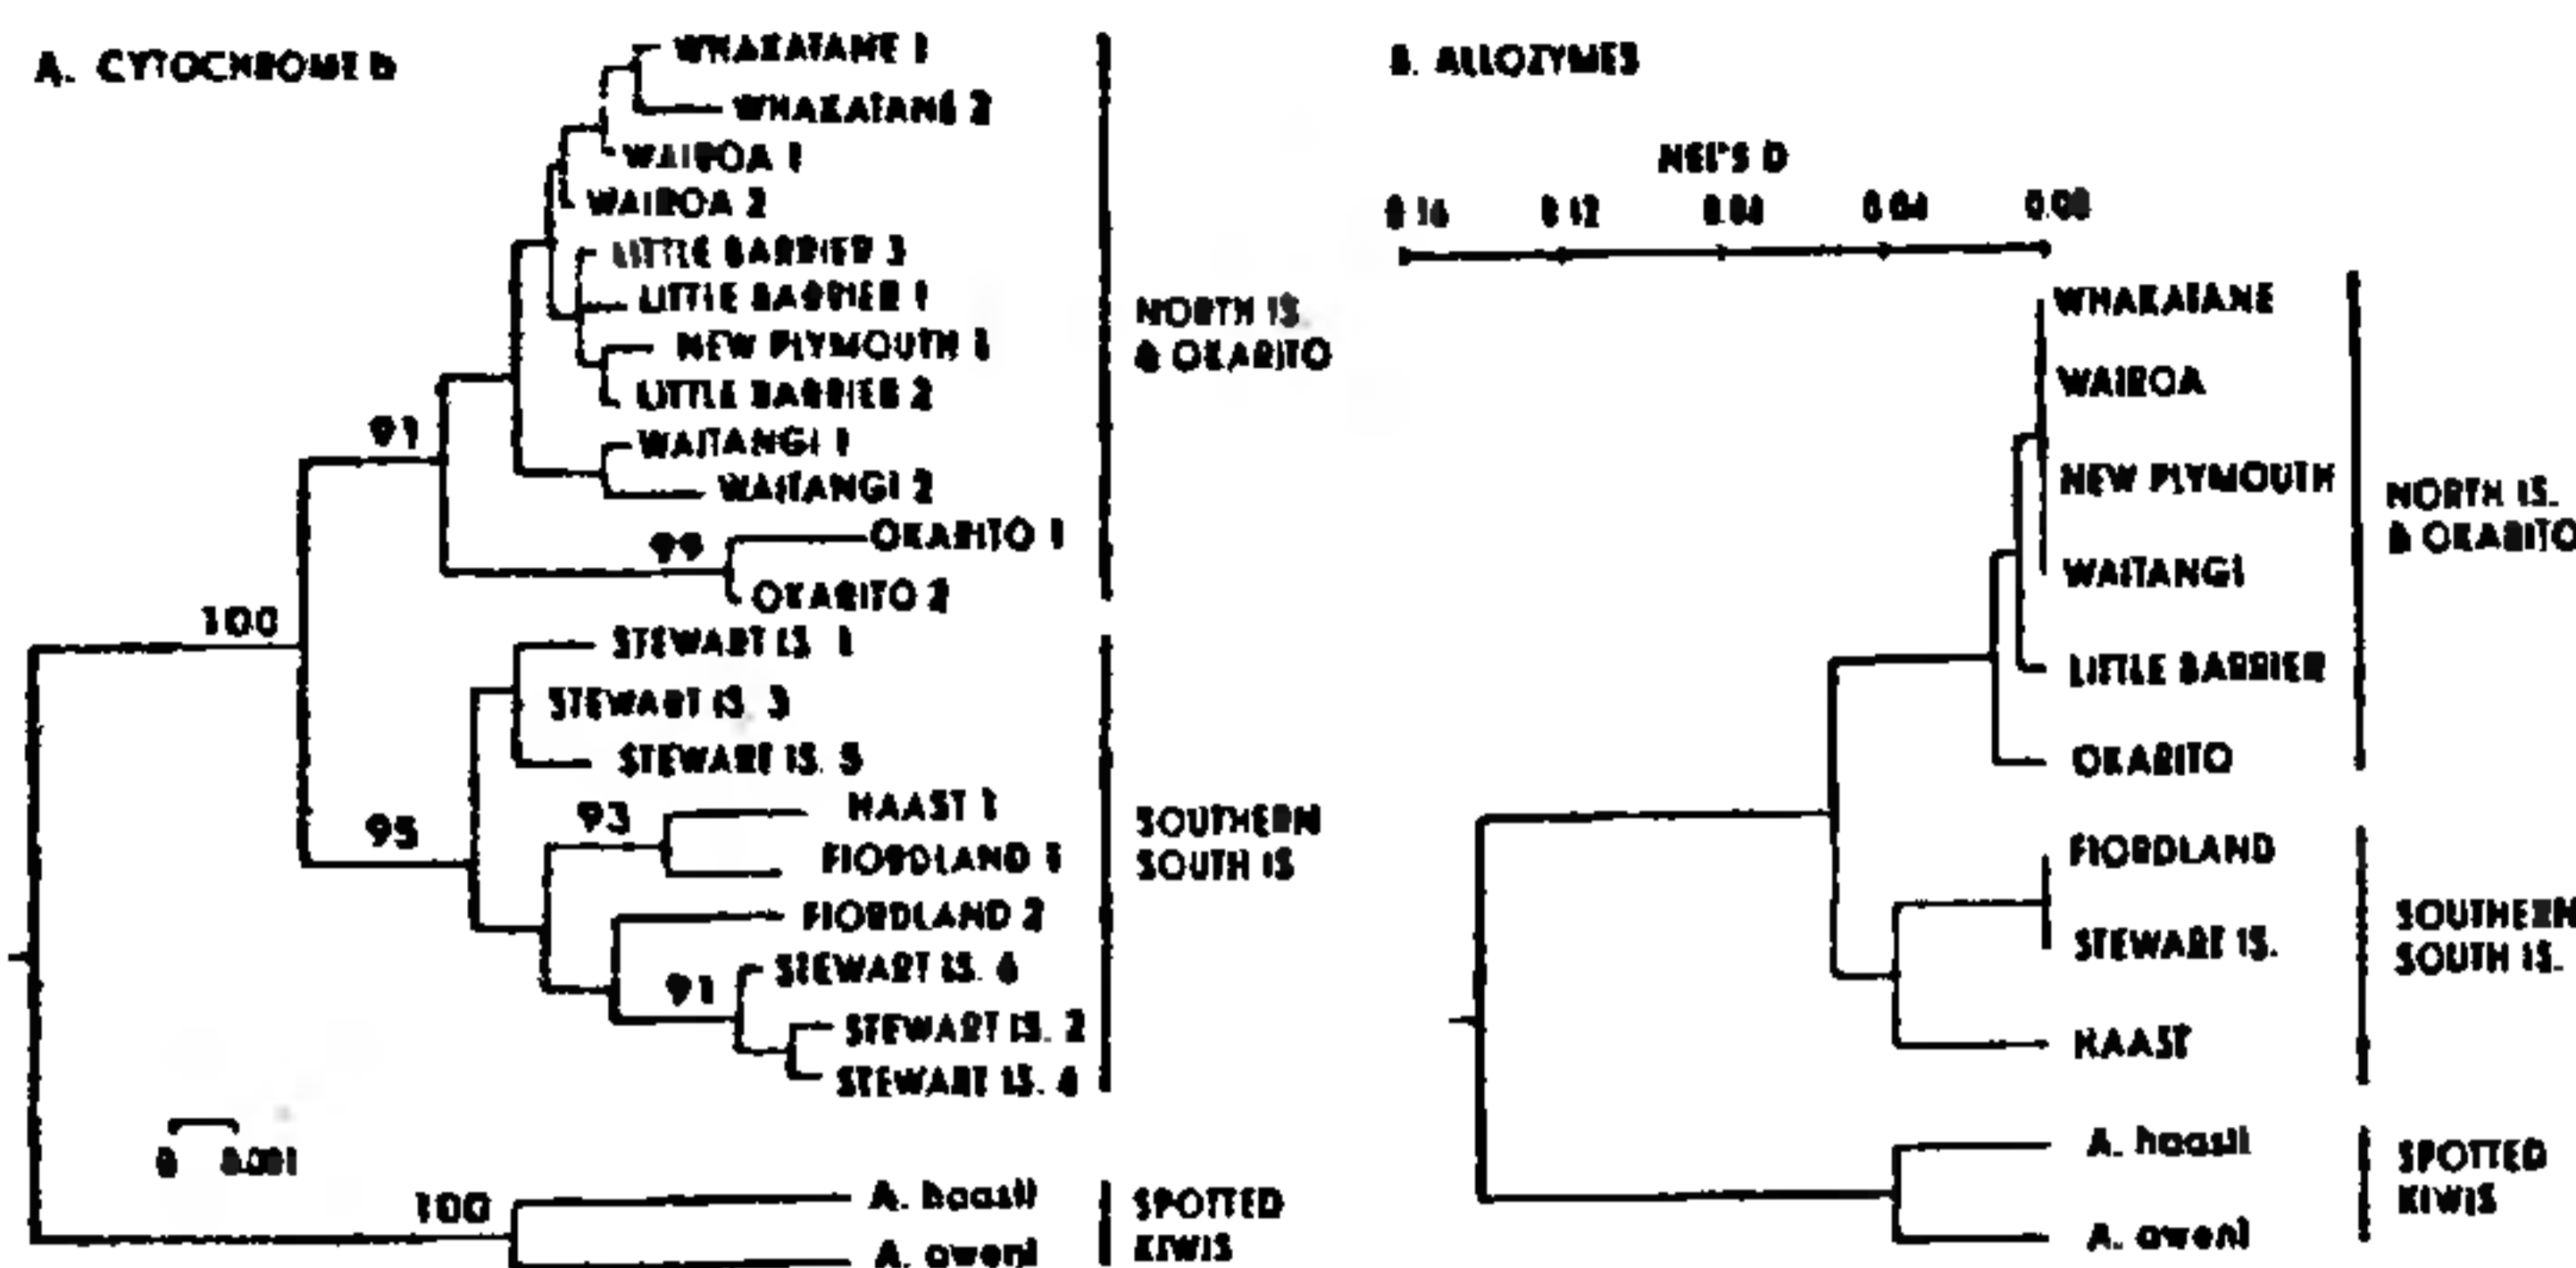 A. CYTOCHROME b
WHAKATANE 1
WHAKATANE 2
WAIROA 1
WAIROA 2
LITTLE BARRIER 3
LITTLE BARRIER 1
NEW PLYMOUTH 1
LITTLE BARRIER 2
WAITANGI 1
WAITANGI 2
OKARITO 1
OKARITO 2
NORTH IS.
& OKARITO
91
99
100
STEWART IS. 1
STEWART IS. 3
STEWART IS. 5
HAAST 1
FIORDLAND 1
FIORDLAND 2
STEWART IS. 6
STEWART IS. 2
STEWART IS. 4
SOUTHERN
SOUTH IS
95
93
91
0 0.001
100
A. haastii
A. oweni
SPOTTED
KIWIS
B. ALLOZYMES
NEI'S D
0.16 0.12 0.08 0.04 0.00
WHAKATANE
WAIROA
NEW PLYMOUTH
WAITANGI
LITTLE BARRIER
OKARITO
NORTH IS.
& OKARITO
FIORDLAND
STEWART IS.
HAAST
SOUTHERN
SOUTH IS.
A. haastii
A. oweni
SPOTTED
KIWIS